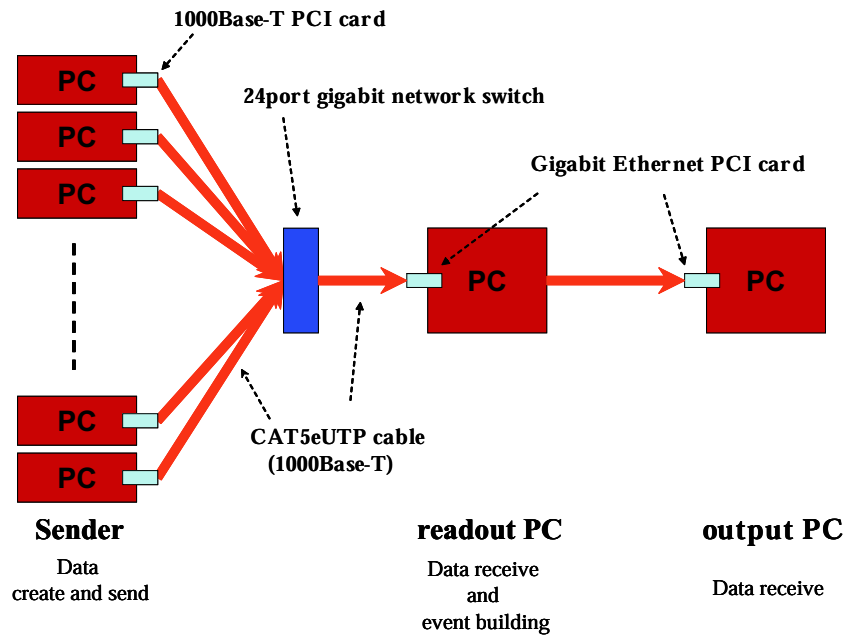 1000Base-T PCI card
PC
24port gigabit network switch
PC
Gigabit Ethernet PCI card
PC
PC
PC
PC
CAT5eUTP cable
(1000Base-T)
PC
Sender
readout PC
output PC
Data
create and send
Data receive
and
event building
Data receive